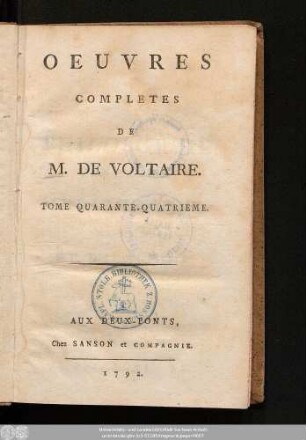 OEUVRES
COMPLETES
DE
M. DE VOLTAIRE.
TOME QUARANTE-QUATRIEME.
AUX DEUX-PONTS,
Chez SANSON et COMPAGNIE.
1792.